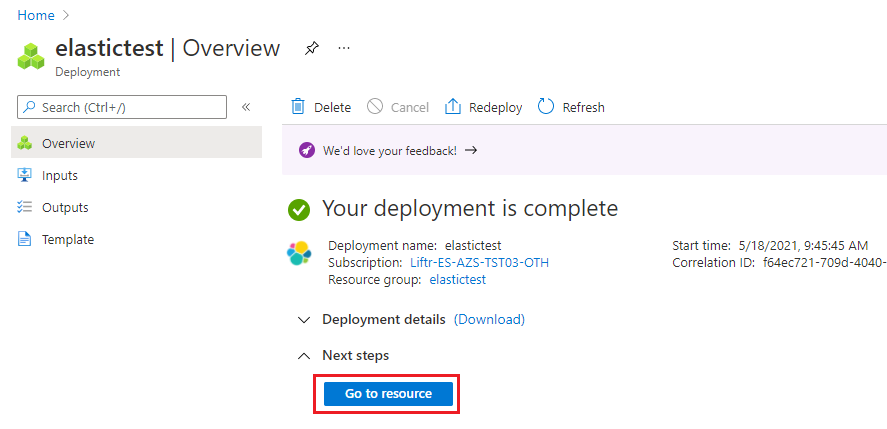 Home
elastictest | Overview
Deployment
Search (Ctrl+/)
Overview
Inputs
Outputs
Template
Delete
Cancel
Redeploy
Refresh
We'd love your feedback!
Your deployment is complete
Deployment name: elastictest
Start time: 5/18/2021, 9:45:45 AM
Subscription: Liftr-ES-AZS-TST03-OTH
Correlation ID: f64ec721-709d-4040-
Resource group: elastictest
Deployment details (Download)
Next steps
Go to resource